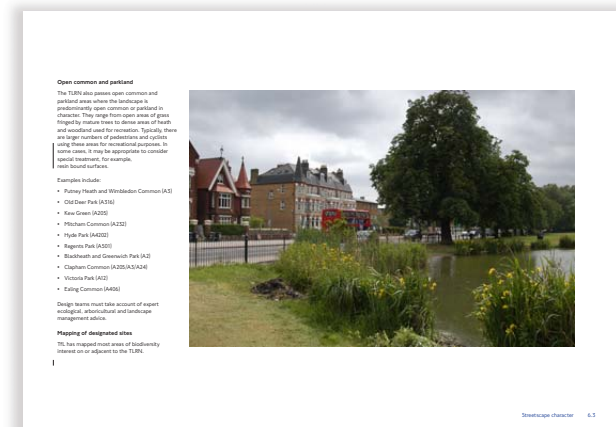 Open common and parkland
The TLRN also passes open common and
parkland areas where the landscape is
predominantly open common or parkland in
character. They range from open areas of grass
fringed by mature trees to dense areas of heath
and woodland used for recreation. Typically, there
are larger numbers of pedestrians and cyclists
using these areas for recreational purposes. In
some cases, it may be appropriate to consider
special treatment, for example,
resin bound surfaces.
Examples include:
• Putney Heath and Wimbledon Common (A3)
• Old Deer Park (A316)
• Kew Green (A205)
• Mitcham Common (A232)
• Hyde Park (A4202)
• Regents Park (A501)
• Blackheath and Greenwich Park (A2)
• Clapham Common (A205/A3/A24)
• Victoria Park (A12)
• Ealing Common (A406)
Design teams must take account of expert
ecological, arboricultural and landscape
management advice.
Mapping of designated sites
TfL has mapped most areas of biodiversity
interest on or adjacent to the TLRN.
Streetscape character 6.3